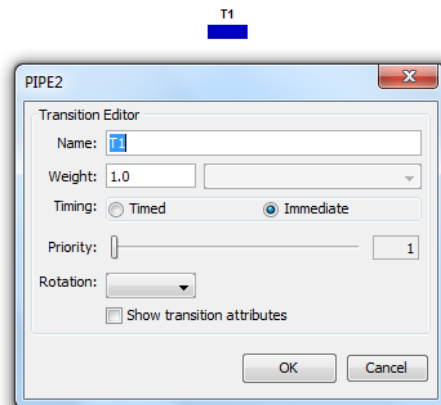 T1
PIPE2
Transition Editor
Name: T1
Weight: 1.0
Timing: Timed Immediate
Priority: 1
Rotation:
Show transition attributes
OK Cancel